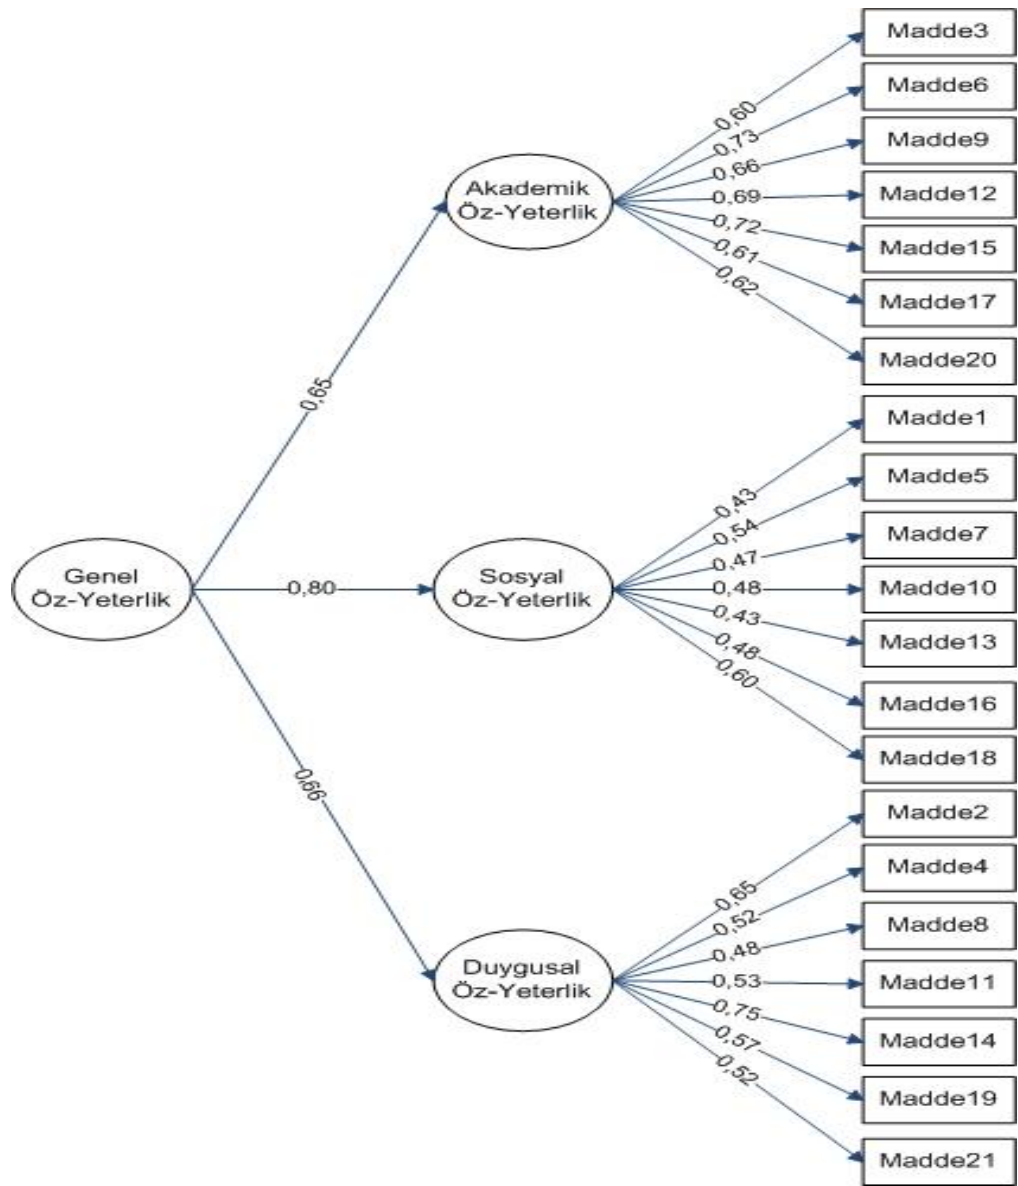 Madde3
0,60
Madde6
0,73
Madde9
0,66
Akademik
Öz-Yeterlik
Madde12
0,69
Madde15
0,72
Madde17
0,61
Madde20
0,62
0,65
Madde1
0,43
Madde5
0,54
Madde7
0,47
Genel
Öz-Yeterlik
0,80
Sosyal
Öz-Yeterlik
Madde10
0,48
Madde13
0,43
Madde16
0,48
Madde18
0,60
0,66
Madde2
0,65
Madde4
0,52
Madde8
0,48
Duygusal
Öz-Yeterlik
Madde11
0,53
Madde14
0,75
Madde19
0,57
Madde21
0,52